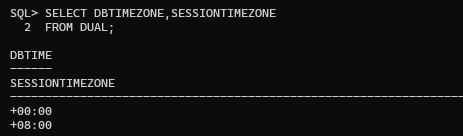 SQL> SELECT DBTIMEZONE,SESSIONTIMEZONE
  2  FROM DUAL;

DBTIME
------
SESSIONTIMEZONE
---------------------------------------------------------------------------
+00:00
+08:00